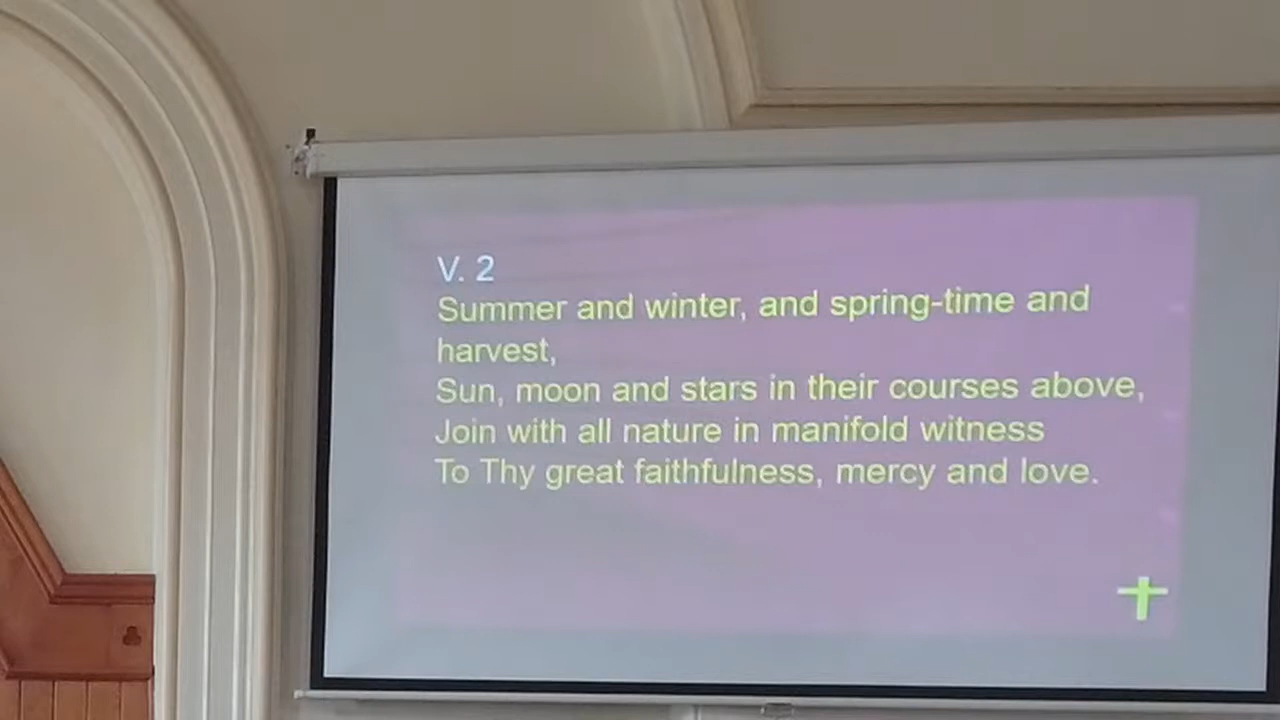 V. 2
Summer and winter, and spring-time and
harvest,
Sun, moon and stars in their courses above,
Join with all nature in manifold witness
To Thy great faithfulness, mercy and love.